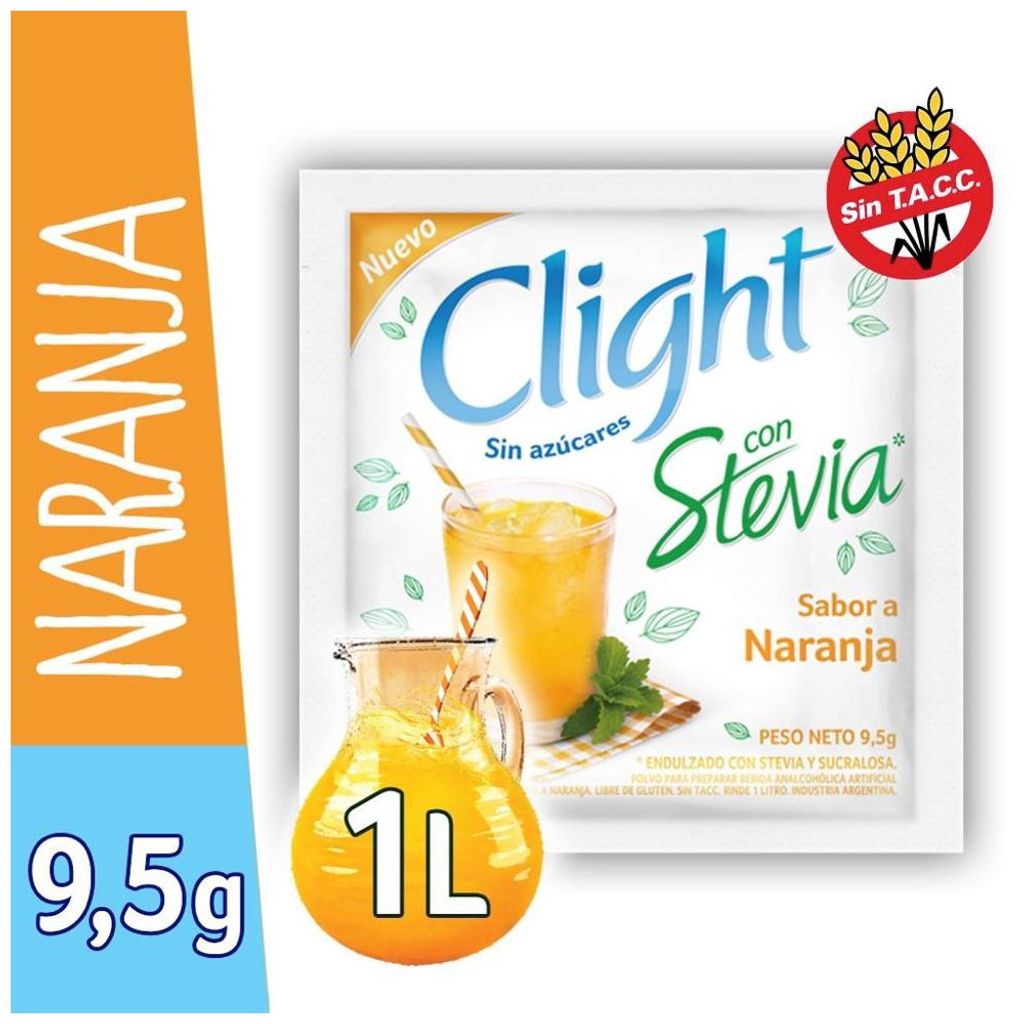 NARANJA
9,5g
Nuevo
Clight
Sin azúcares
con
Stevia*
Sabor a
Naranja
PESO NETO 9,5g
* ENDULZADO CON STEVIA Y SUCRALOSA.
POLVO PARA PREPARAR BEBIDA ANALCOHÓLICA ARTIFICIAL
A NARANJA. LIBRE DE GLUTEN. SIN TACC. RINDE 1 LITRO. INDUSTRIA ARGENTINA.
1L
Sin T.A.C.C.